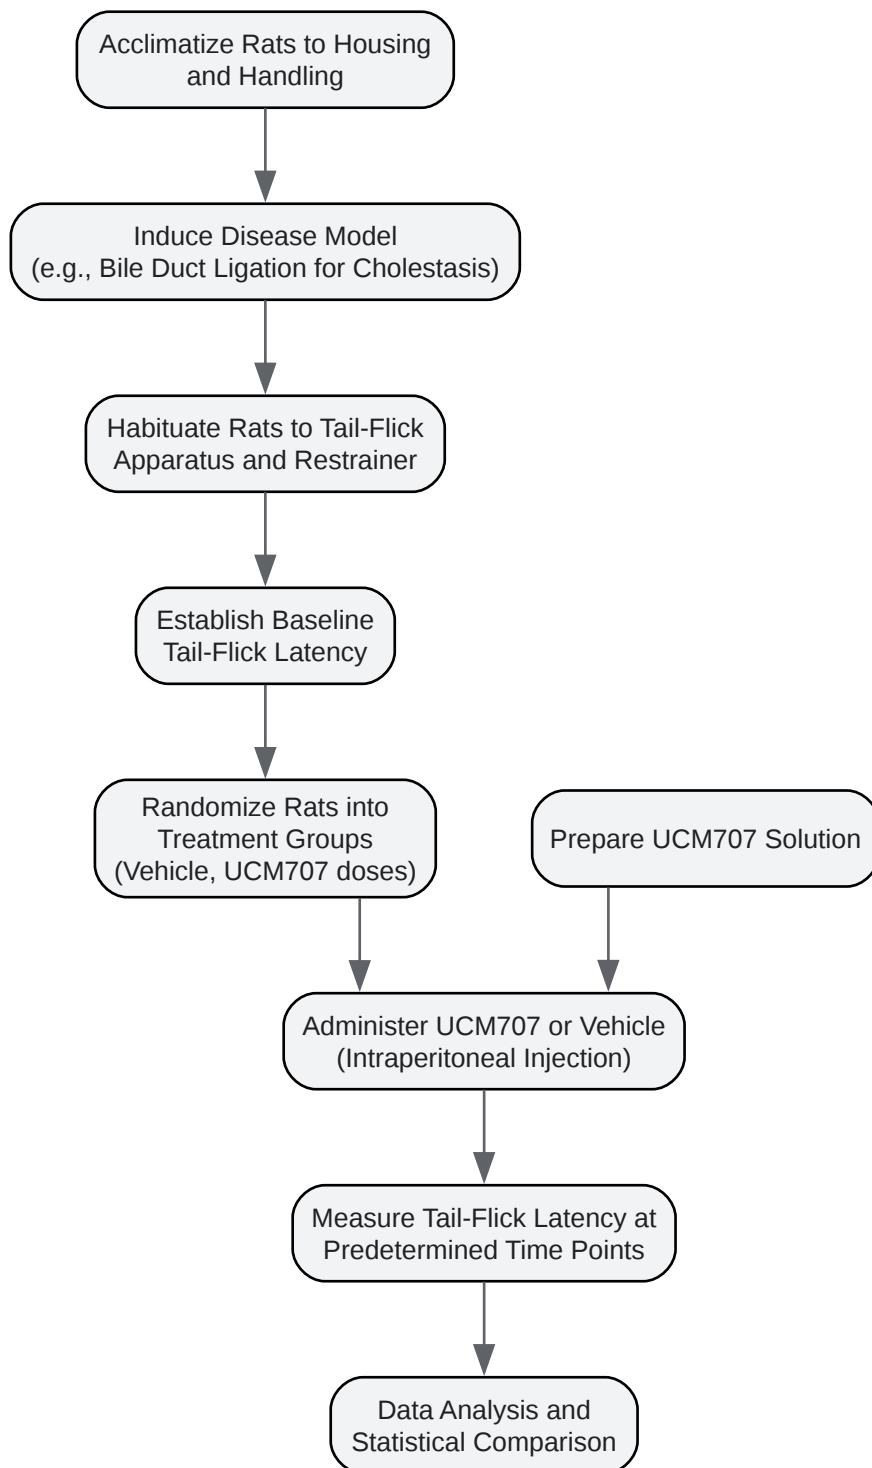 Acclimatize Rats to Housing
and Handling
Induce Disease Model
(e.g., Bile Duct Ligation for Cholestasis)
Habituate Rats to Tail-Flick
Apparatus and Restrainer
Establish Baseline
Tail-Flick Latency
Randomize Rats into
Treatment Groups
(Vehicle, UCM707 doses)
Prepare UCM707 Solution
Administer UCM707 or Vehicle
(Intraperitoneal Injection)
Measure Tail-Flick Latency at
Predetermined Time Points
Data Analysis and
Statistical Comparison